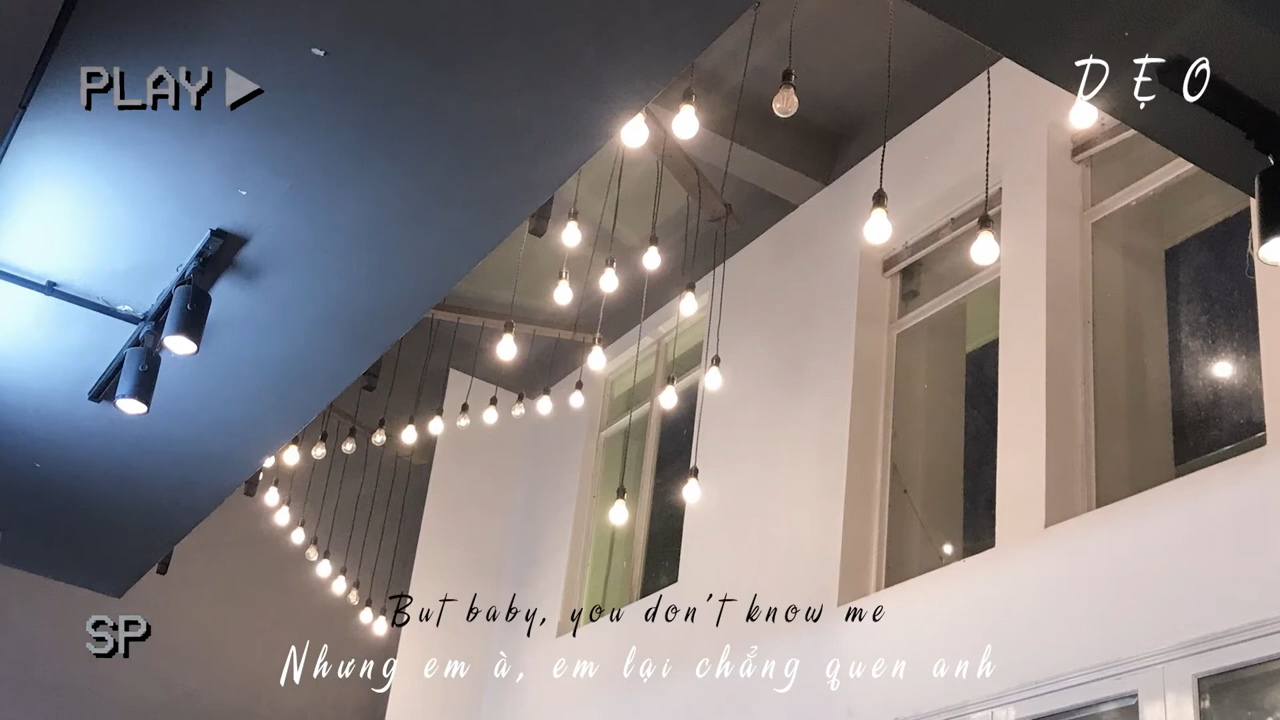 PLAY
DẸO
SP
But baby, you don't know me
Nhưng em à, em lại chẳng quen anh